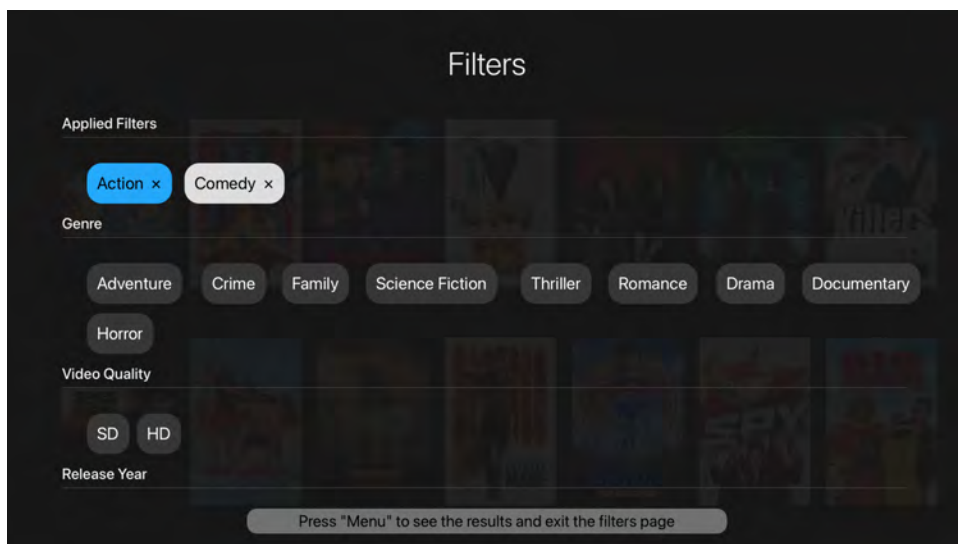 Filters
Applied Filters
Action × Comedy ×
Genre
Adventure Crime Family Science Fiction Thriller Romance Drama Documentary
Horror
Video Quality
SD HD
Release Year
Press "Menu" to see the results and exit the filters page